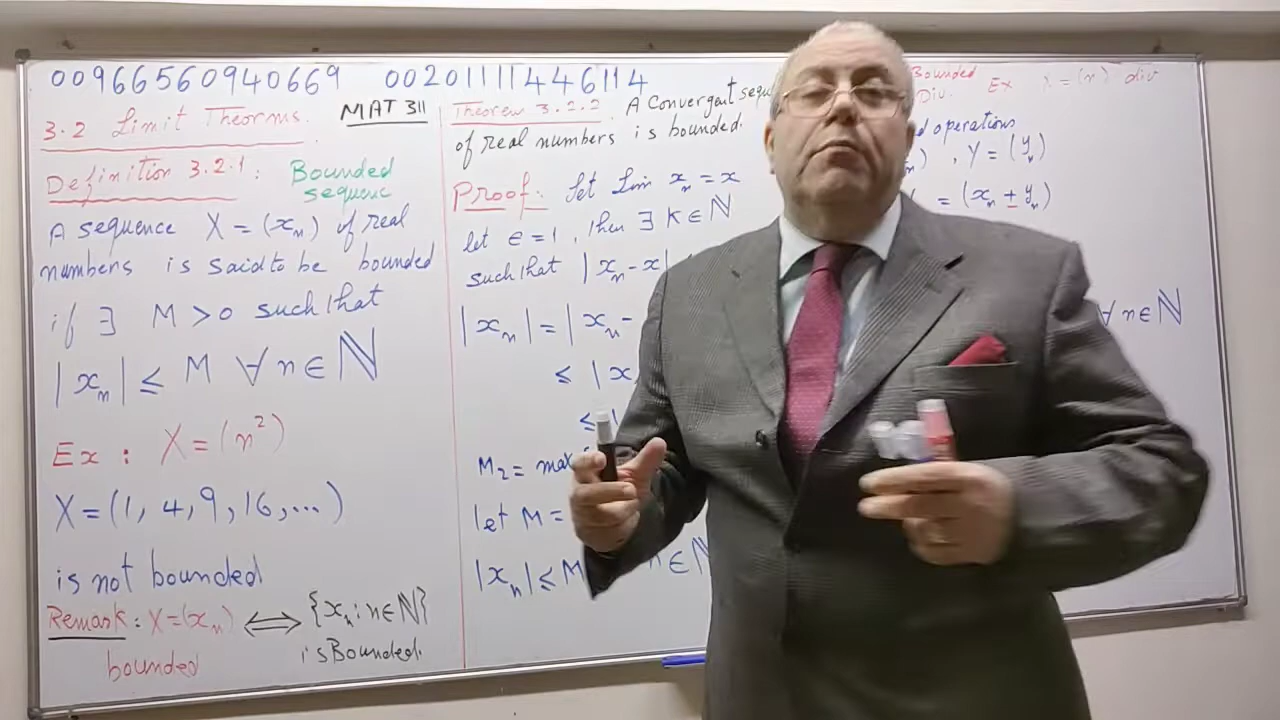 00966560940669 00201111446114
3.2 Limit Theorms. MAT 311
Definition 3.2.1: Bounded
sequenc
A sequence X = (xₙ) of real
numbers is said to be bounded
if ∃ M > 0 such that
|xₙ| ≤ M ∀ n ∈ ℕ
Ex : X = (n²)
X = (1, 4, 9, 16, ...)
is not bounded
Remark : X = (xₙ) ⟺ {xₙ : n ∈ ℕ}
bounded is Bounded.
Theorem 3.2.2 A Convergent sequ
of real numbers is bounded.
Proof: Let Lim xₙ = x
let ϵ = 1, then ∃ K ∈ ℕ
such that |xₙ - x|
|xₙ| = |xₙ -
≤ |x
≤
M₂ = max
let M =
|xₙ| ≤ M n ∈ ℕ
Bounded Ex X = (n) div
Div.
operations
, Y = (yₙ)
= (xₙ ± yₙ)
∀ n ∈ ℕ